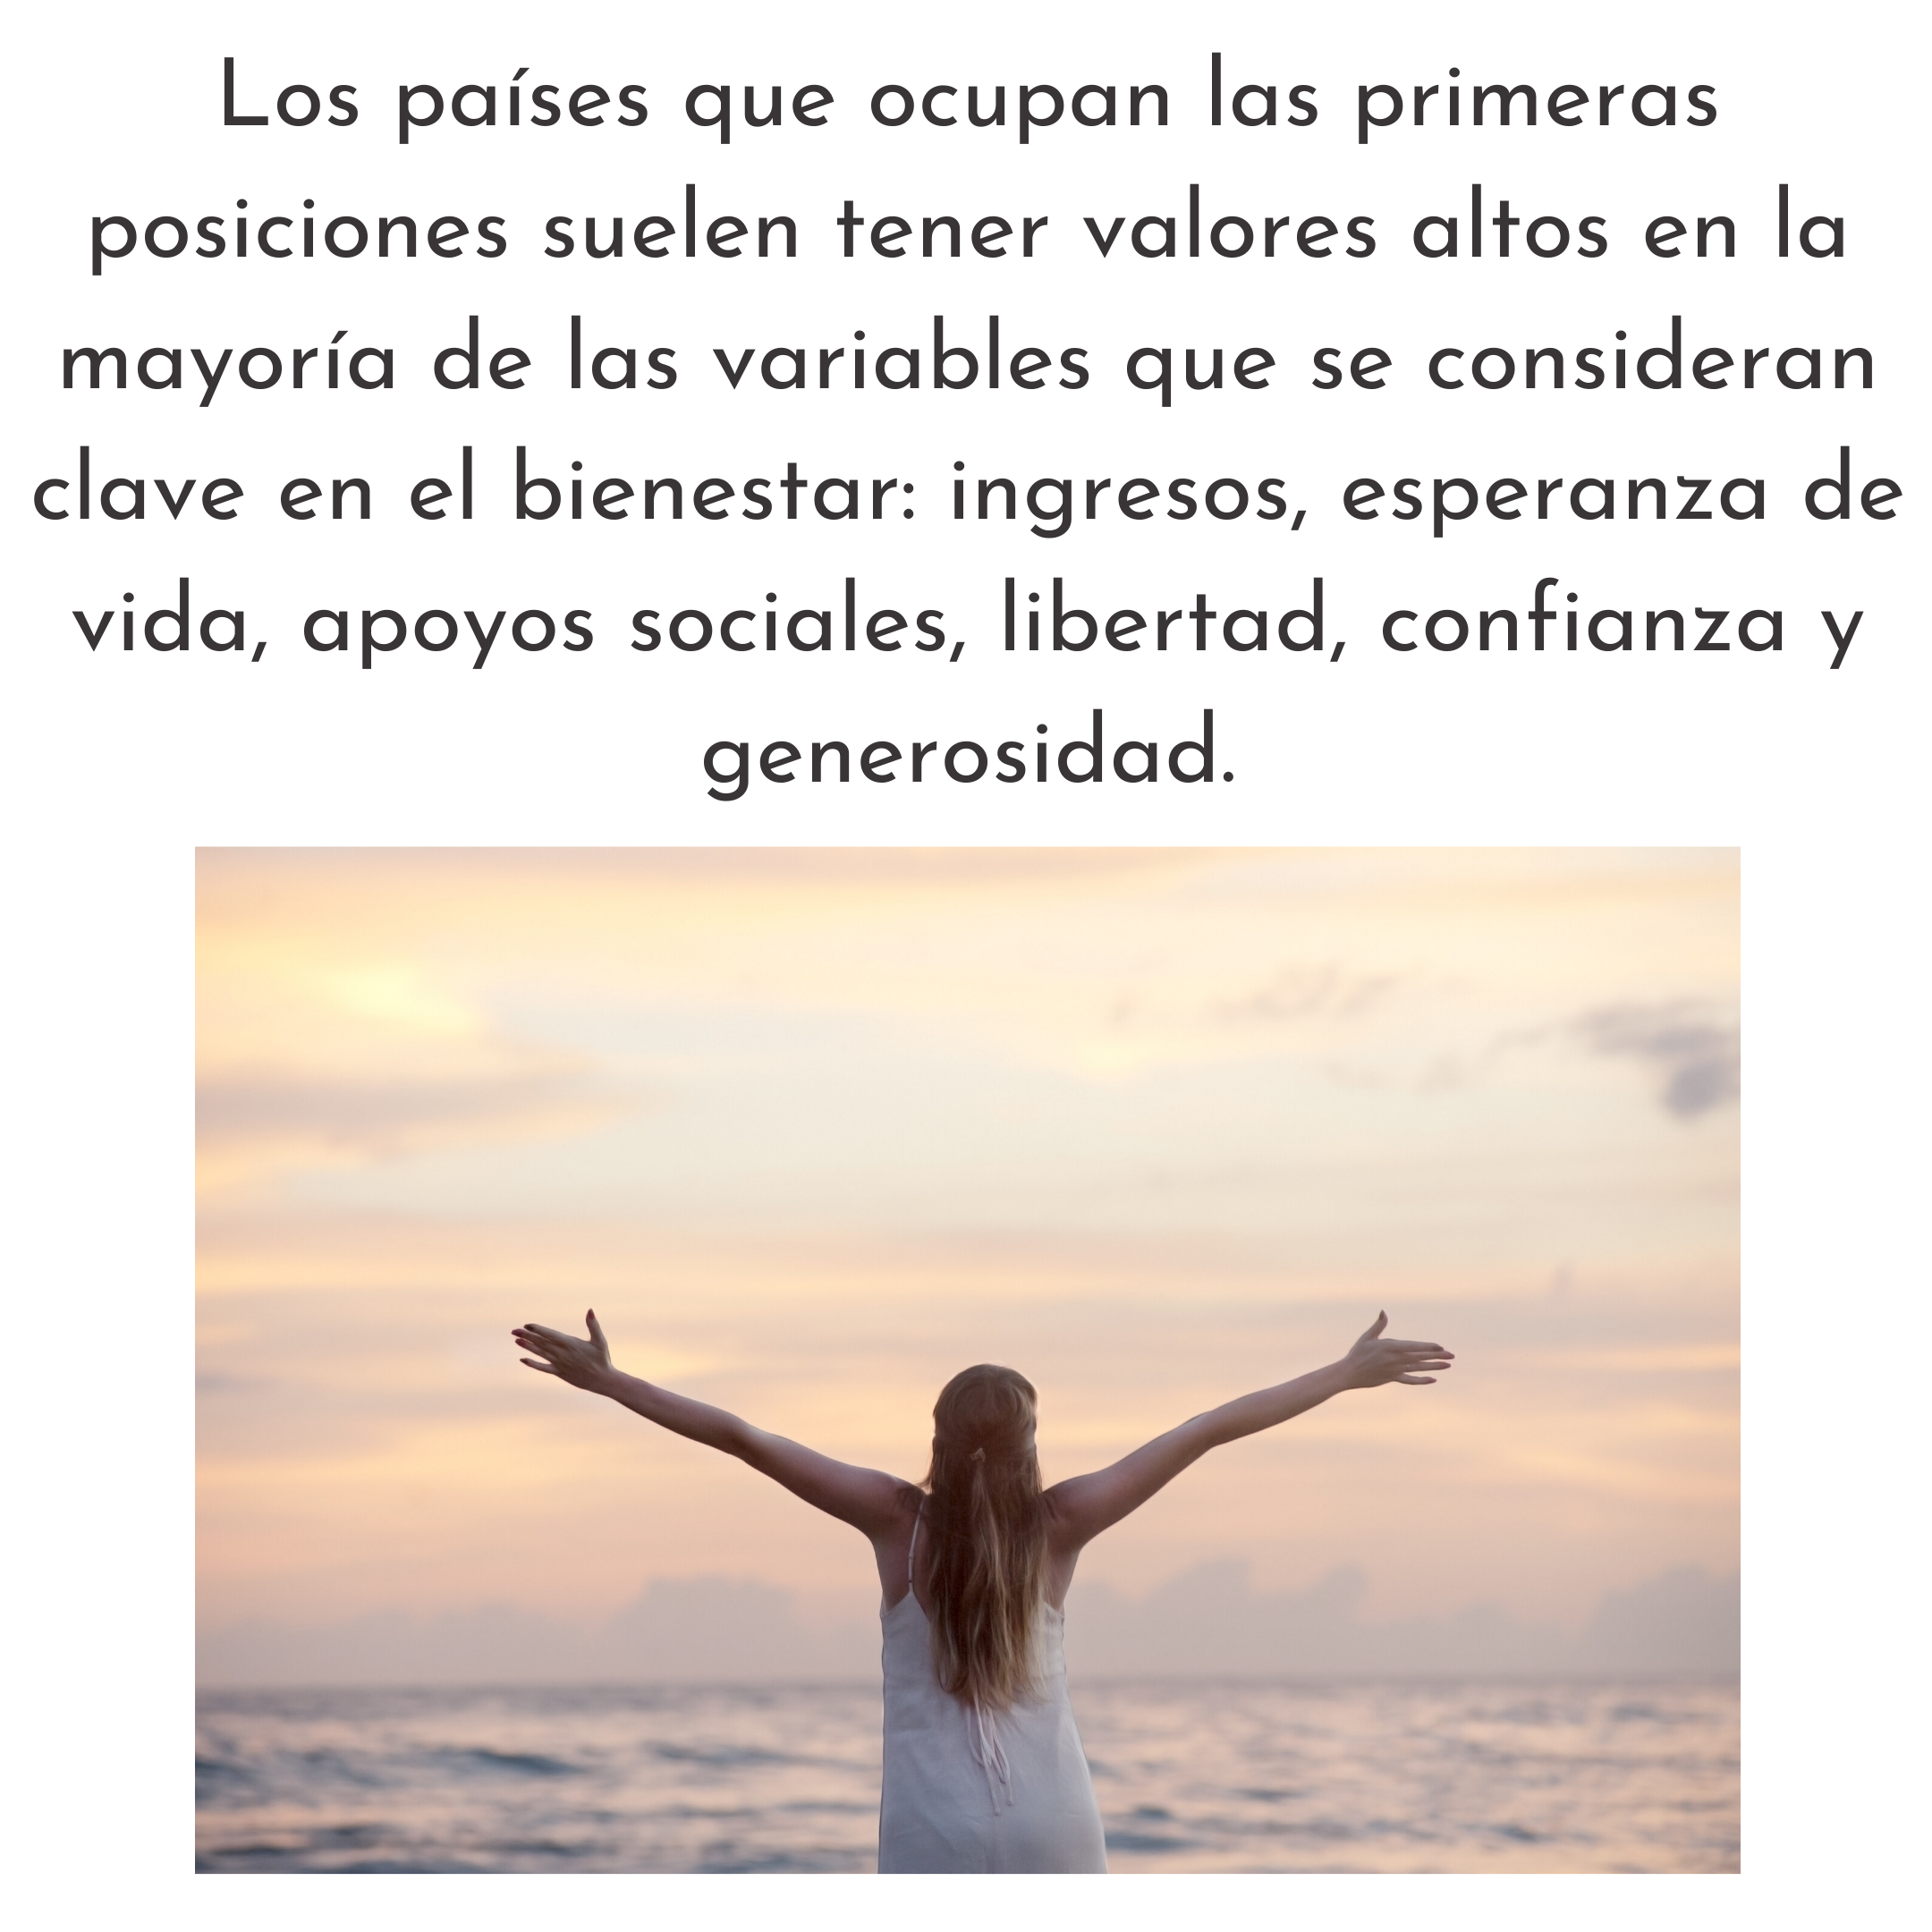 Los países que ocupan las primeras
posiciones suelen tener valores altos en la
mayoría de las variables que se consideran
clave en el bienestar: ingresos, esperanza de
vida, apoyos sociales, libertad, confianza y
generosidad.